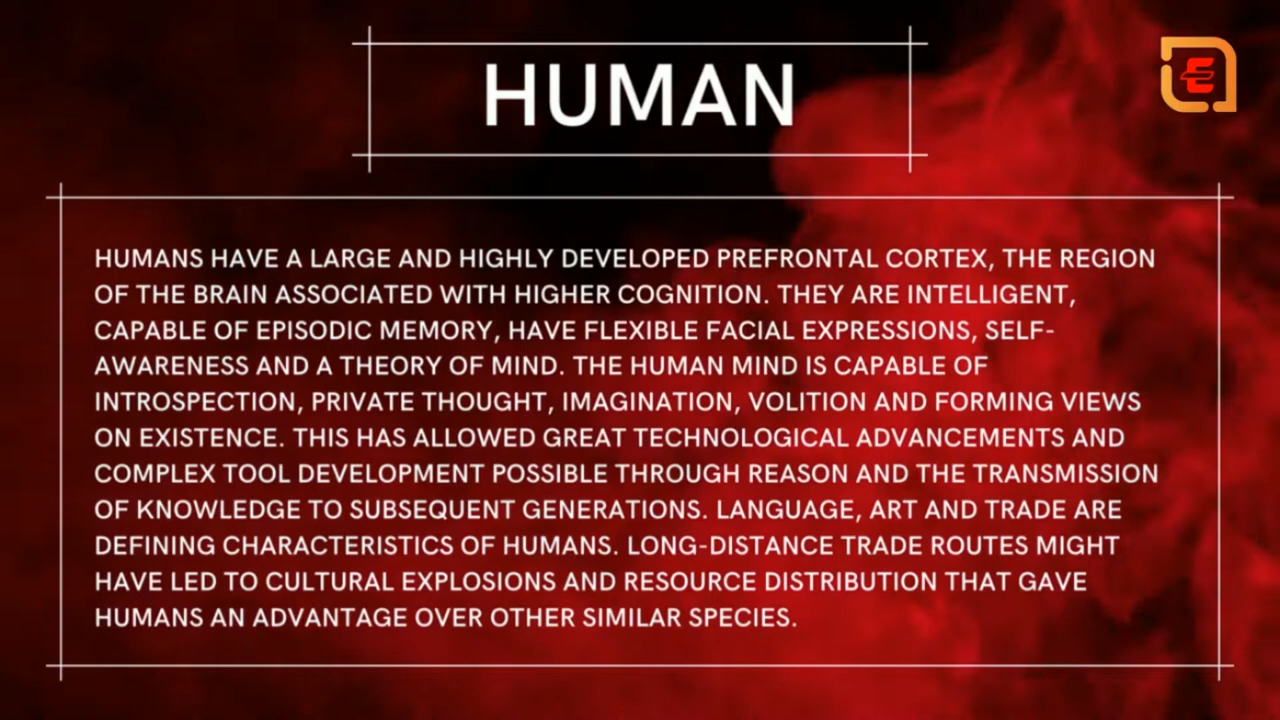 HUMAN
HUMANS HAVE A LARGE AND HIGHLY DEVELOPED PREFRONTAL CORTEX, THE REGION
OF THE BRAIN ASSOCIATED WITH HIGHER COGNITION. THEY ARE INTELLIGENT,
CAPABLE OF EPISODIC MEMORY, HAVE FLEXIBLE FACIAL EXPRESSIONS, SELF-
AWARENESS AND A THEORY OF MIND. THE HUMAN MIND IS CAPABLE OF
INTROSPECTION, PRIVATE THOUGHT, IMAGINATION, VOLITION AND FORMING VIEWS
ON EXISTENCE. THIS HAS ALLOWED GREAT TECHNOLOGICAL ADVANCEMENTS AND
COMPLEX TOOL DEVELOPMENT POSSIBLE THROUGH REASON AND THE TRANSMISSION
OF KNOWLEDGE TO SUBSEQUENT GENERATIONS. LANGUAGE, ART AND TRADE ARE
DEFINING CHARACTERISTICS OF HUMANS. LONG-DISTANCE TRADE ROUTES MIGHT
HAVE LED TO CULTURAL EXPLOSIONS AND RESOURCE DISTRIBUTION THAT GAVE
HUMANS AN ADVANTAGE OVER OTHER SIMILAR SPECIES.